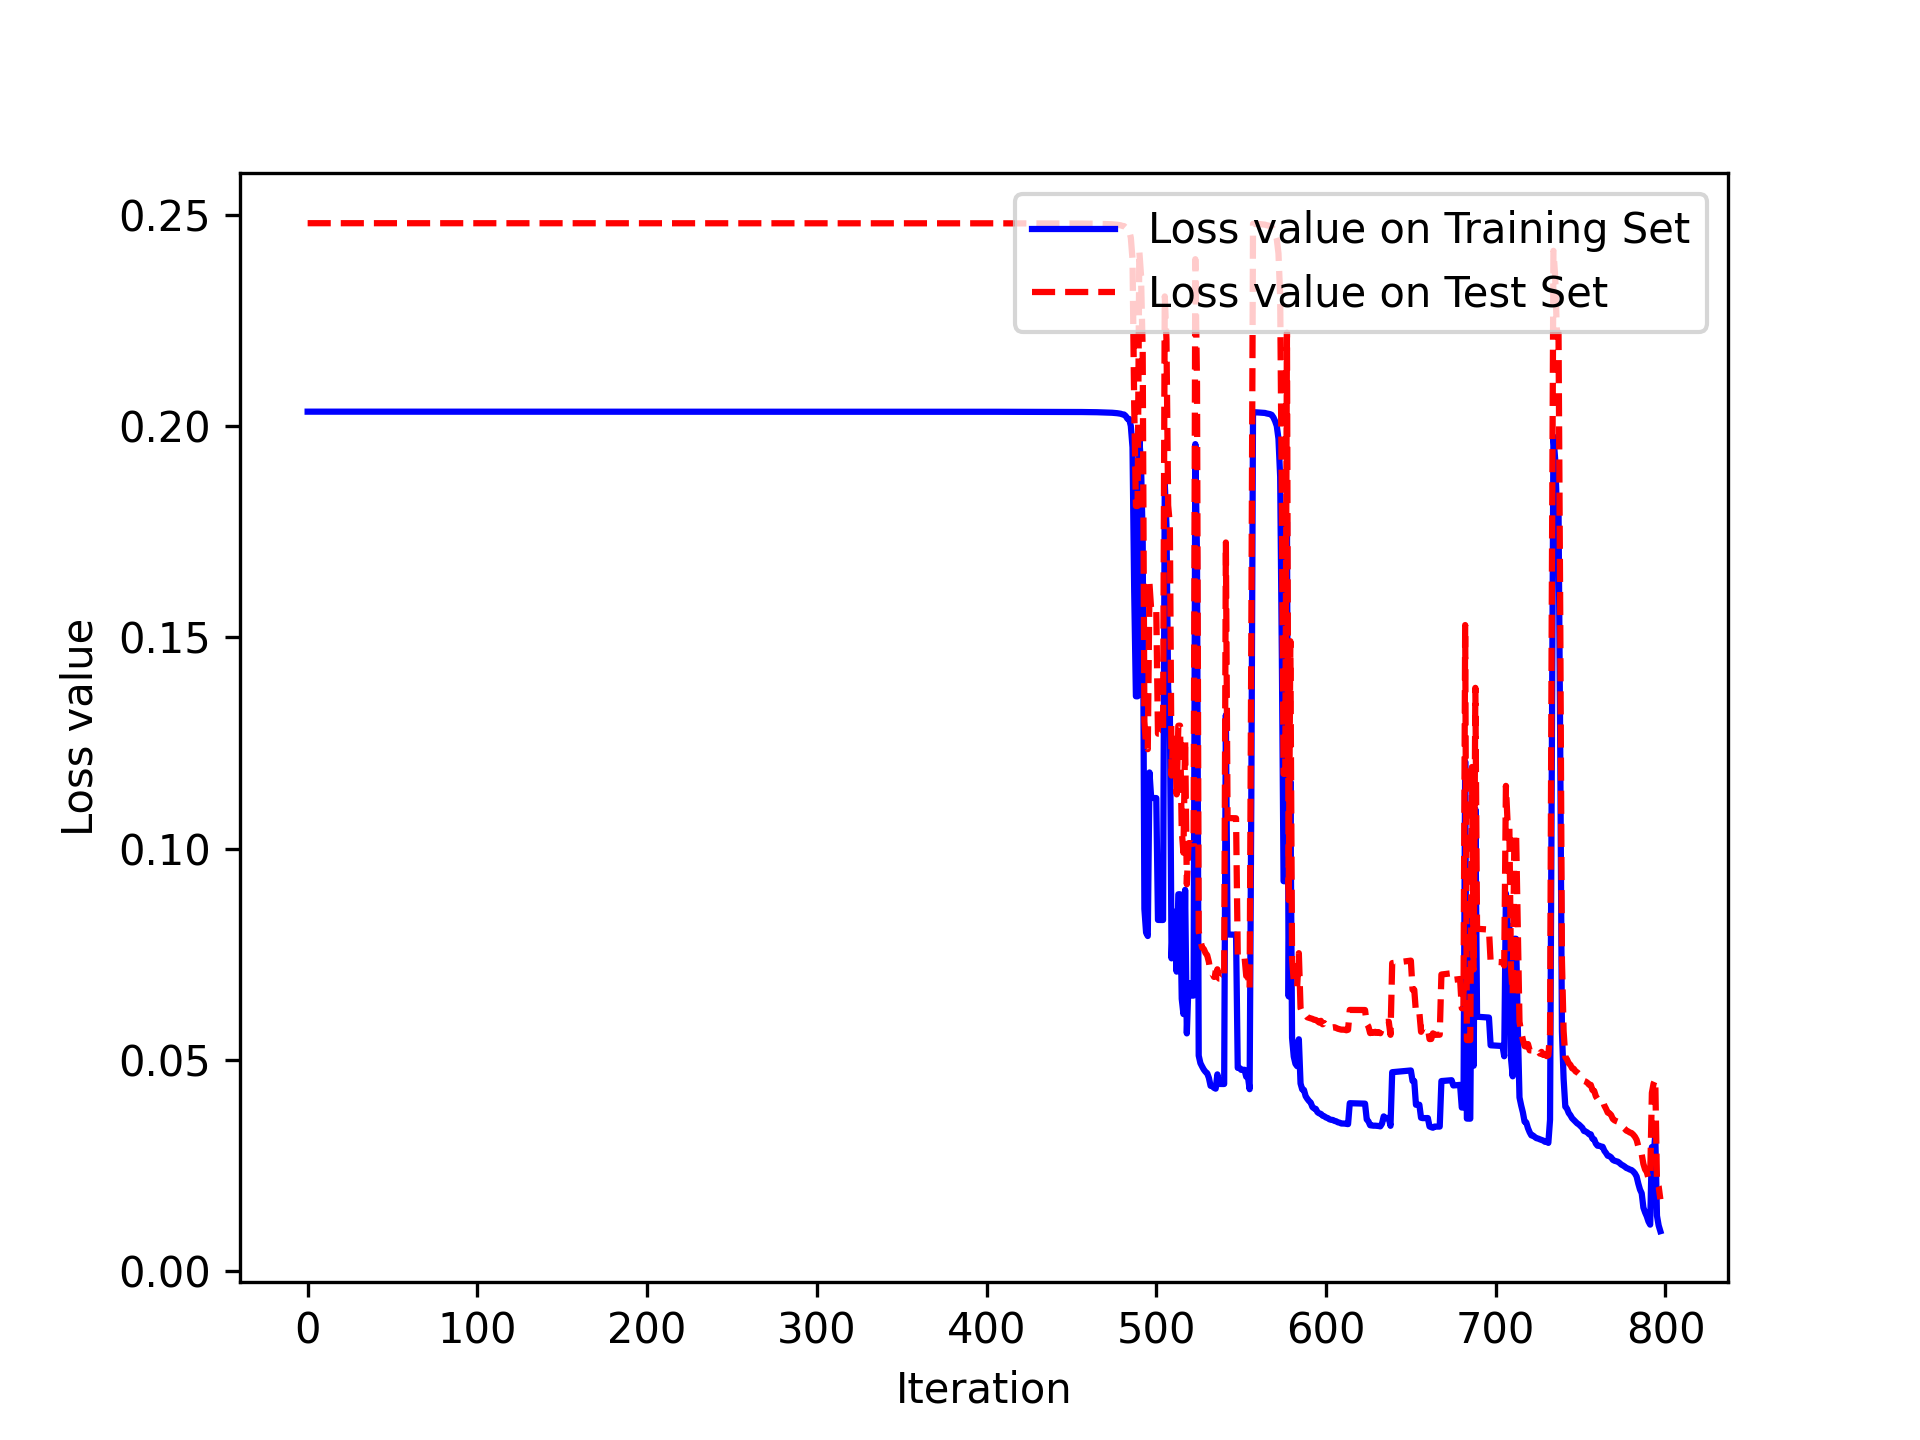 Loss value on Training Set
Loss value on Test Set
0.25
0.20
0.15
0.10
0.05
0.00
Loss value
0 100 200 300 400 500 600 700 800
Iteration